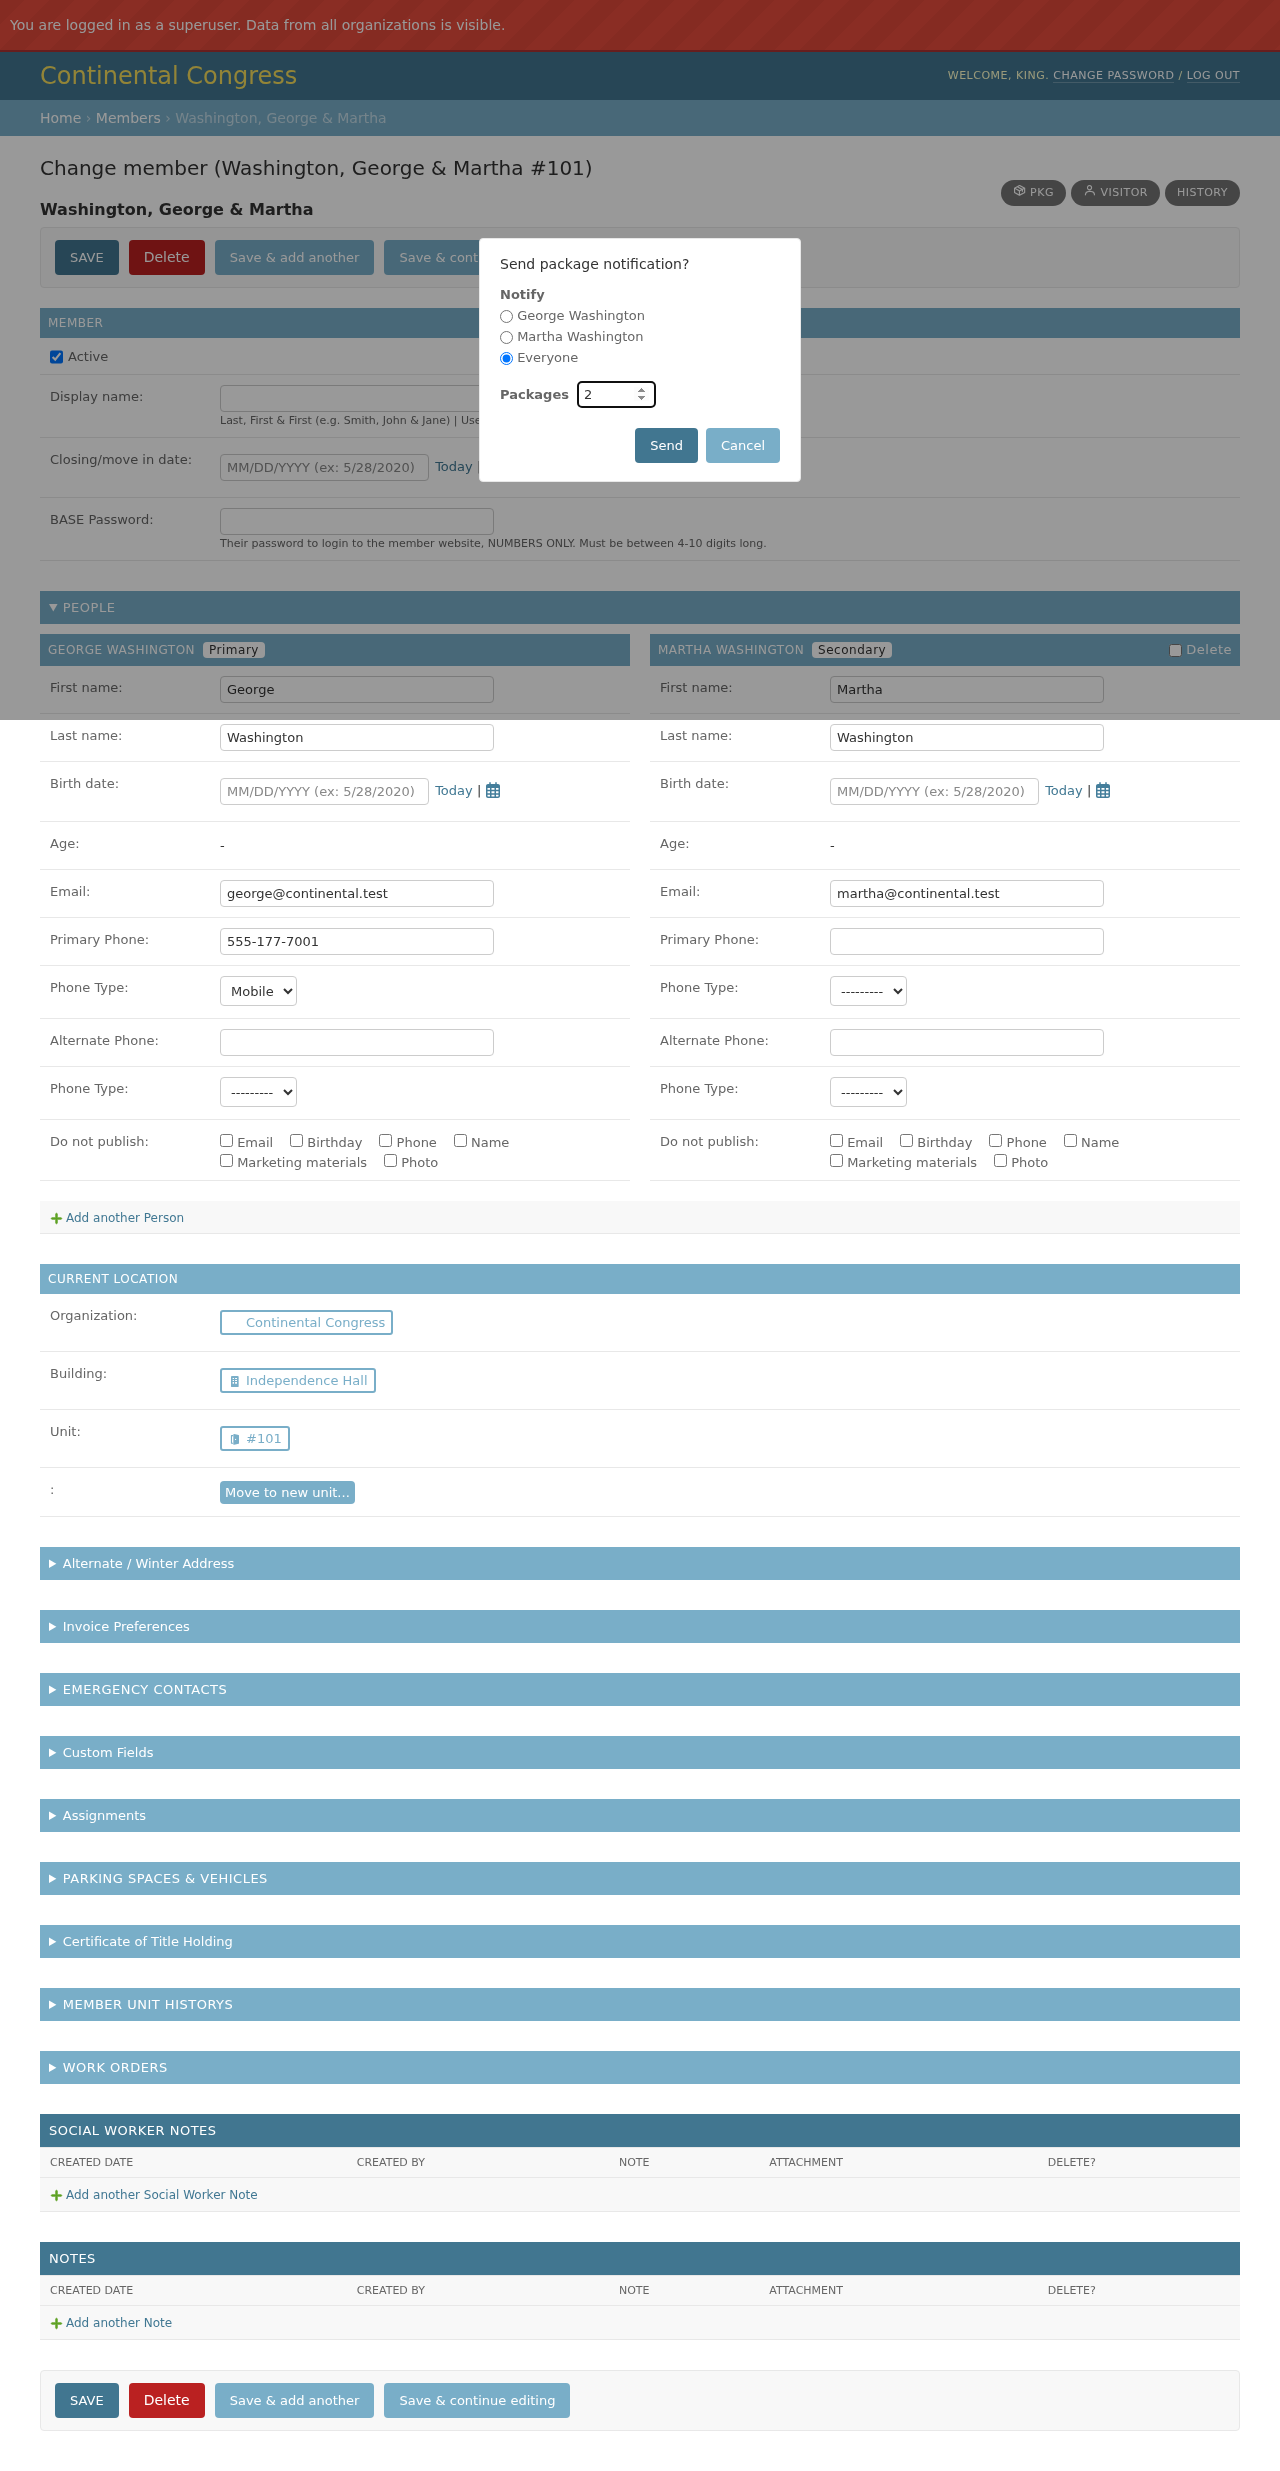 You are logged in as a superuser. Data from all organizations is visible.
Continental Congress
WELCOME, KING. CHANGE PASSWORD / LOG OUT
Home › Members › Washington, George & Martha
Change member (Washington, George & Martha #101)
PKG VISITOR HISTORY
Washington, George & Martha
SAVE Delete Save & add another Save & cont
Send package notification?
Notify
George Washington
Martha Washington
Everyone
Packages 2
Send Cancel
MEMBER
Active
Display name:
Last, First & First (e.g. Smith, John & Jane) | Use
Closing/move in date: MM/DD/YYYY (ex: 5/28/2020) Today
BASE Password:
Their password to login to the member website, NUMBERS ONLY. Must be between 4-10 digits long.
PEOPLE
GEORGE WASHINGTON Primary
First name: George
Last name: Washington
Birth date: MM/DD/YYYY (ex: 5/28/2020) Today |
Age: -
Email: george@continental.test
Primary Phone: 555-177-7001
Phone Type: Mobile
Alternate Phone:
Phone Type: ---------
Do not publish: Email Birthday Phone Name
Marketing materials Photo
MARTHA WASHINGTON Secondary Delete
First name: Martha
Last name: Washington
Birth date: MM/DD/YYYY (ex: 5/28/2020) Today |
Age: -
Email: martha@continental.test
Primary Phone:
Phone Type: ---------
Alternate Phone:
Phone Type: ---------
Do not publish: Email Birthday Phone Name
Marketing materials Photo
Add another Person
CURRENT LOCATION
Organization: Continental Congress
Building: Independence Hall
Unit: #101
: Move to new unit...
Alternate / Winter Address
Invoice Preferences
EMERGENCY CONTACTS
Custom Fields
Assignments
PARKING SPACES & VEHICLES
Certificate of Title Holding
MEMBER UNIT HISTORYS
WORK ORDERS
SOCIAL WORKER NOTES
CREATED DATE CREATED BY NOTE ATTACHMENT DELETE?
Add another Social Worker Note
NOTES
CREATED DATE CREATED BY NOTE ATTACHMENT DELETE?
Add another Note
SAVE Delete Save & add another Save & continue editing